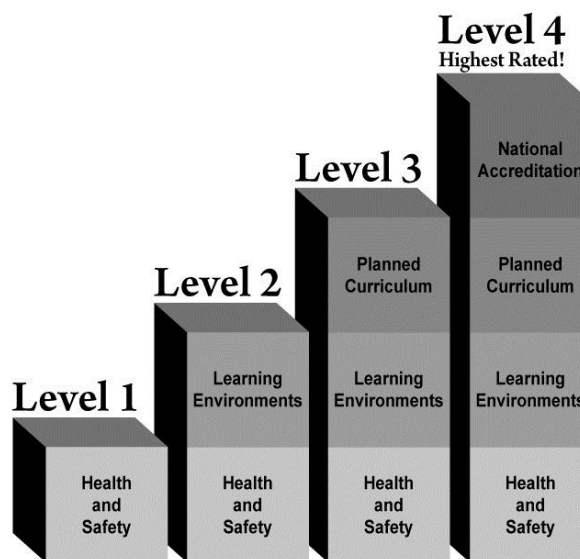 Level 4
Highest Rated!
National
Accreditation
Level 3
Planned
Curriculum
Planned
Curriculum
Level 2
Learning
Environments
Learning
Environments
Learning
Environments
Level 1
Health
and
Safety
Health
and
Safety
Health
and
Safety
Health
and
Safety